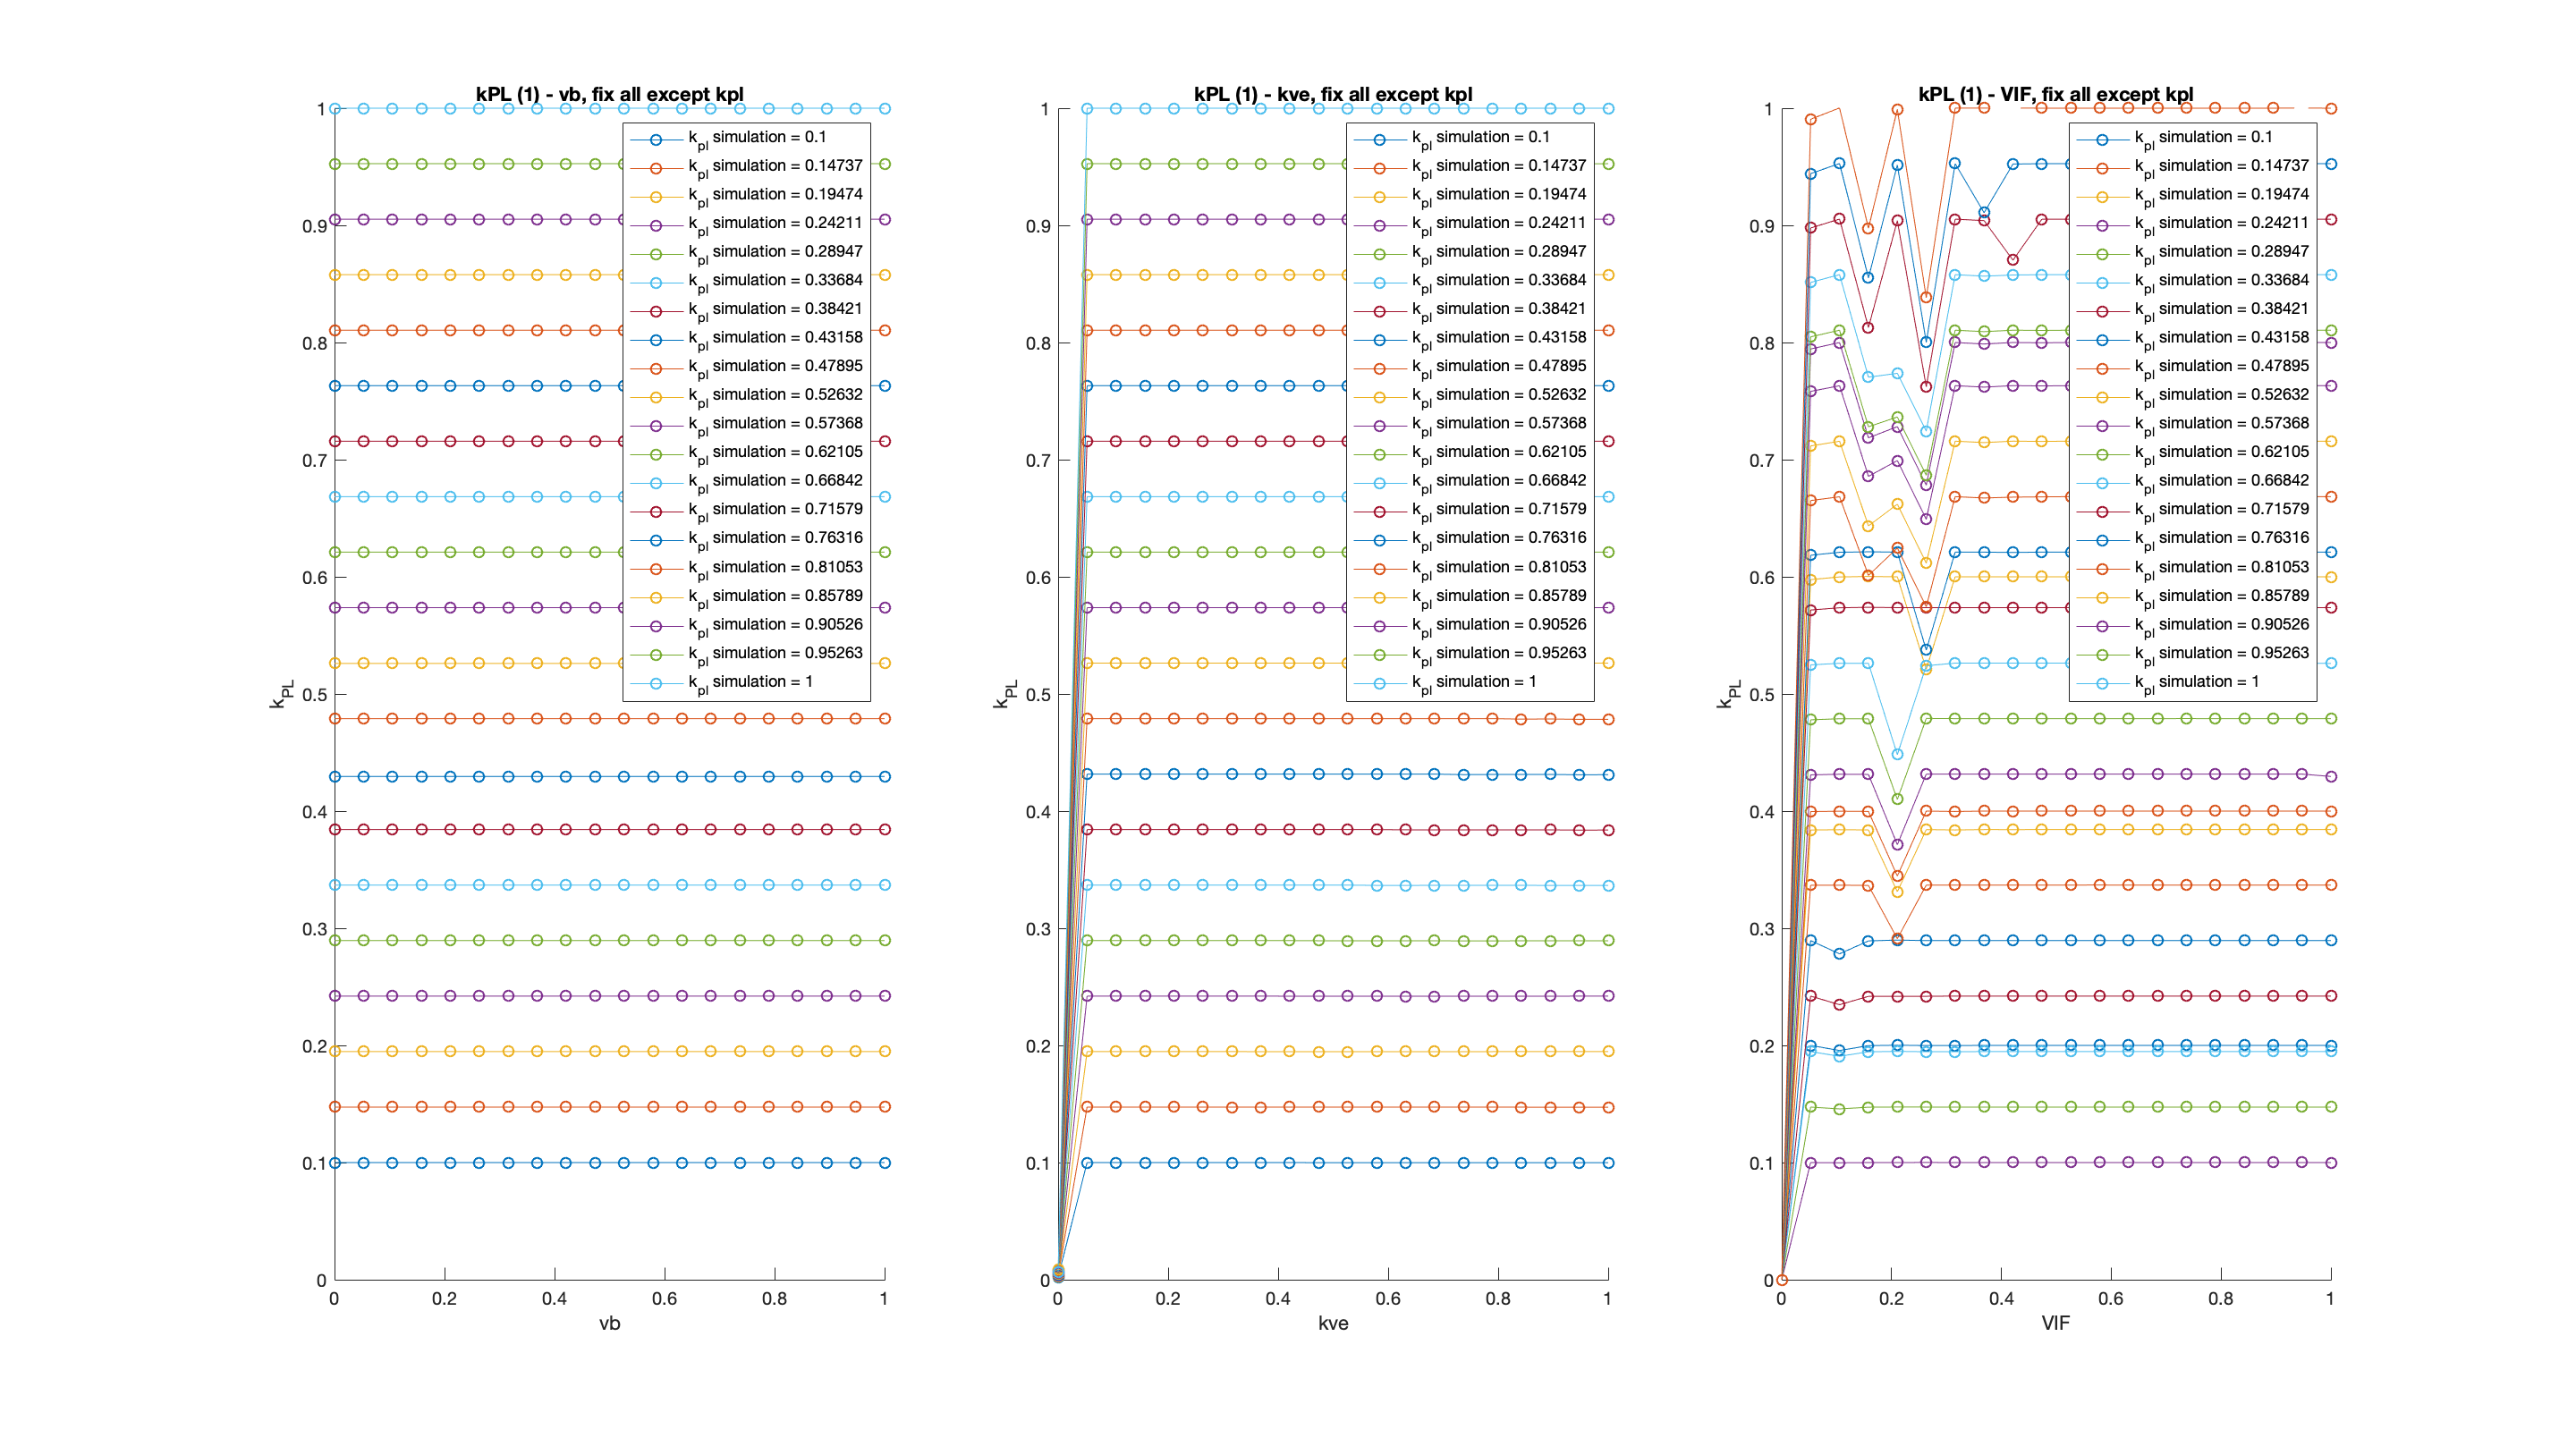 kPL (1) - vb, fix all except kpl
1
0.9
0.8
0.7
0.6
0.5
0.4
0.3
0.2
0.1
0
k_PL
k_pl simulation = 0.1
k_pl simulation = 0.14737
k_pl simulation = 0.19474
k_pl simulation = 0.24211
k_pl simulation = 0.28947
k_pl simulation = 0.33684
k_pl simulation = 0.38421
k_pl simulation = 0.43158
k_pl simulation = 0.47895
k_pl simulation = 0.52632
k_pl simulation = 0.57368
k_pl simulation = 0.62105
k_pl simulation = 0.66842
k_pl simulation = 0.71579
k_pl simulation = 0.76316
k_pl simulation = 0.81053
k_pl simulation = 0.85789
k_pl simulation = 0.90526
k_pl simulation = 0.95263
k_pl simulation = 1
0 0.2 0.4 0.6 0.8 1
vb
kPL (1) - kve, fix all except kpl
1
0.9
0.8
0.7
0.6
0.5
0.4
0.3
0.2
0.1
0
k_PL
k_pl simulation = 0.1
k_pl simulation = 0.14737
k_pl simulation = 0.19474
k_pl simulation = 0.24211
k_pl simulation = 0.28947
k_pl simulation = 0.33684
k_pl simulation = 0.38421
k_pl simulation = 0.43158
k_pl simulation = 0.47895
k_pl simulation = 0.52632
k_pl simulation = 0.57368
k_pl simulation = 0.62105
k_pl simulation = 0.66842
k_pl simulation = 0.71579
k_pl simulation = 0.76316
k_pl simulation = 0.81053
k_pl simulation = 0.85789
k_pl simulation = 0.90526
k_pl simulation = 0.95263
k_pl simulation = 1
0 0.2 0.4 0.6 0.8 1
kve
kPL (1) - VIF, fix all except kpl
1
0.9
0.8
0.7
0.6
0.5
0.4
0.3
0.2
0.1
0
k_PL
k_pl simulation = 0.1
k_pl simulation = 0.14737
k_pl simulation = 0.19474
k_pl simulation = 0.24211
k_pl simulation = 0.28947
k_pl simulation = 0.33684
k_pl simulation = 0.38421
k_pl simulation = 0.43158
k_pl simulation = 0.47895
k_pl simulation = 0.52632
k_pl simulation = 0.57368
k_pl simulation = 0.62105
k_pl simulation = 0.66842
k_pl simulation = 0.71579
k_pl simulation = 0.76316
k_pl simulation = 0.81053
k_pl simulation = 0.85789
k_pl simulation = 0.90526
k_pl simulation = 0.95263
k_pl simulation = 1
0 0.2 0.4 0.6 0.8 1
VIF